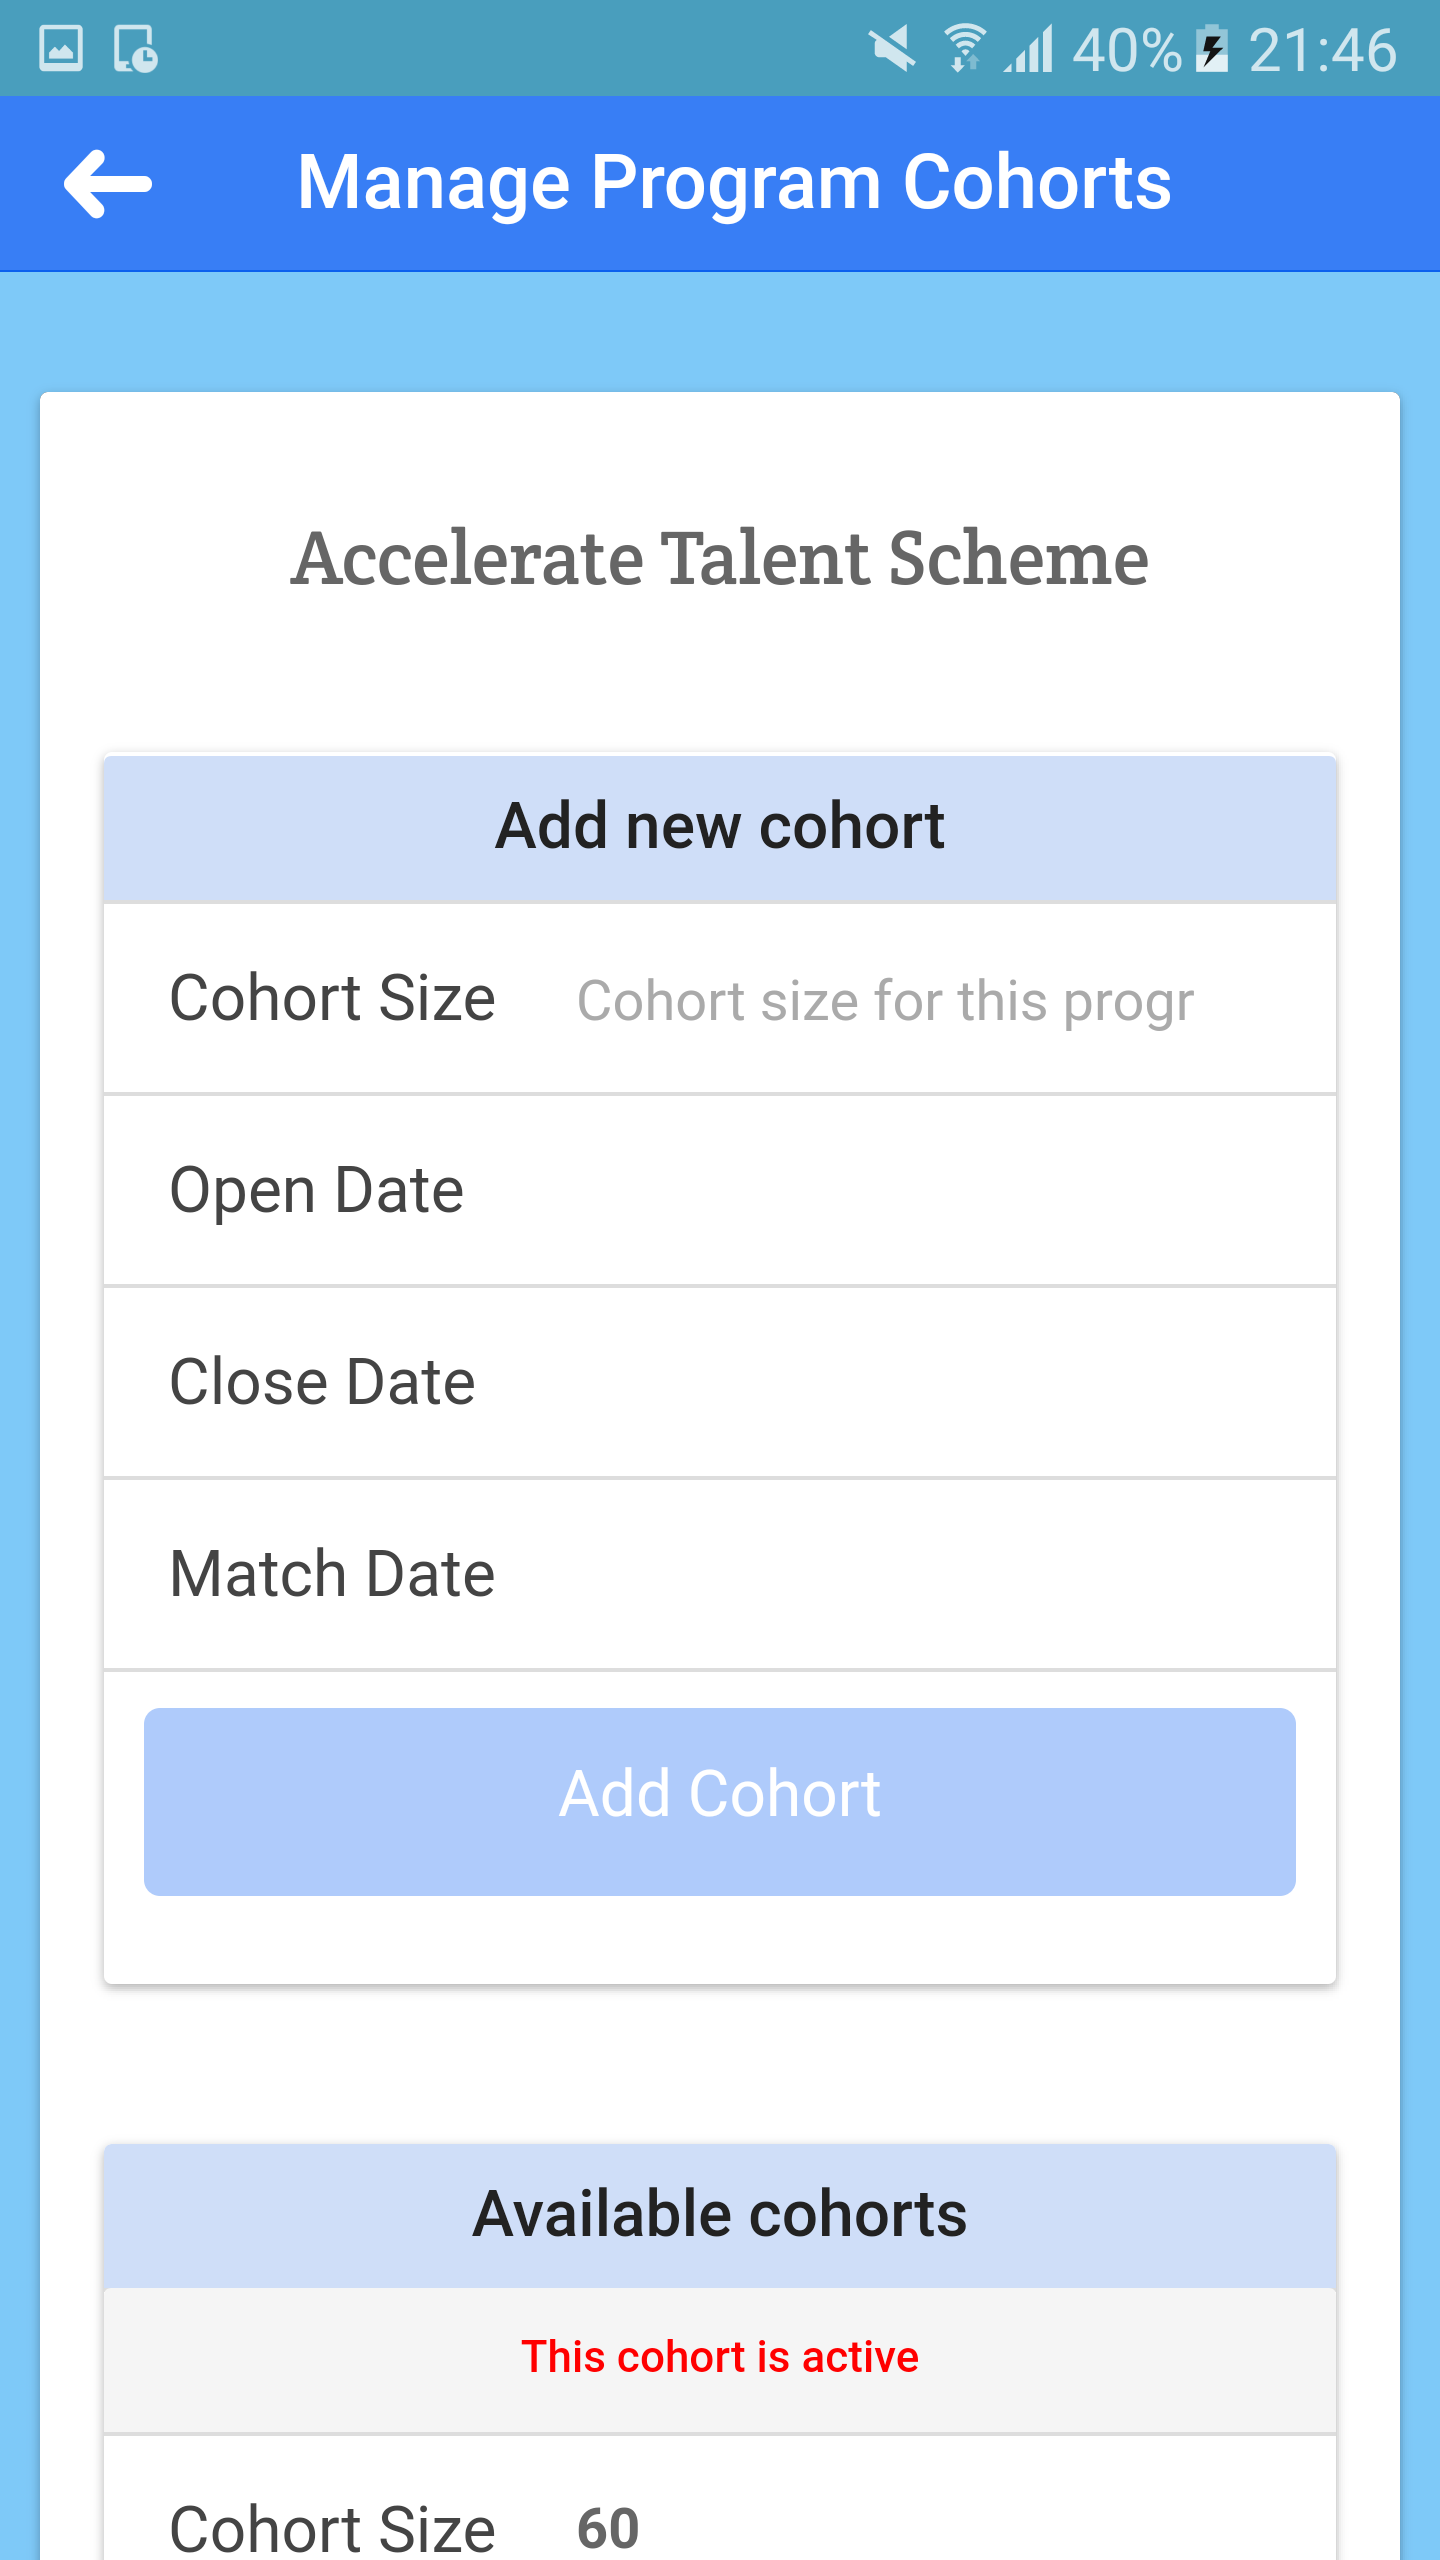 40% 21:46
Manage Program Cohorts
Accelerate Talent Scheme
Add new cohort
Cohort Size Cohort size for this progr
Open Date
Close Date
Match Date
Add Cohort
Available cohorts
This cohort is active
Cohort Size 60